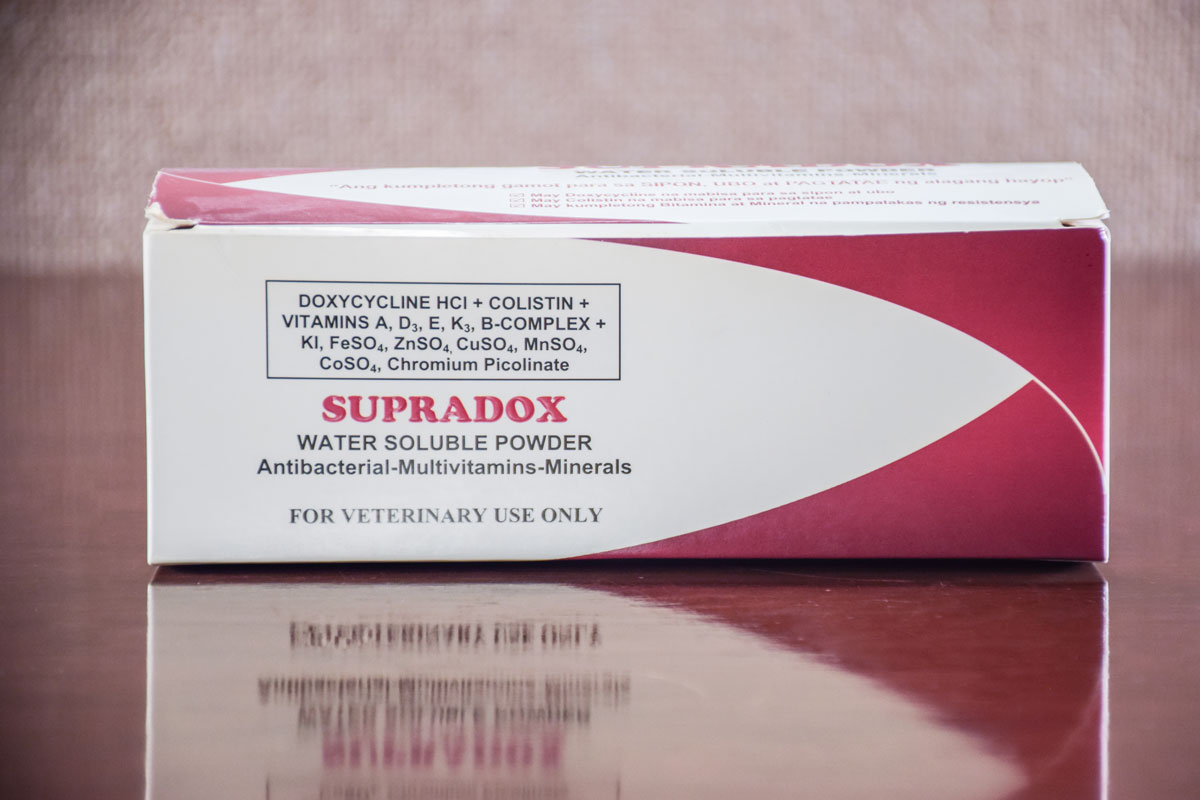 WATER SOLUBLE POWDER
Antibacterial-Multivitamins-Minerals
"Ang kumpletong gamot para sa SIPON, UBO at PAGTATAE ng alagang hayop"
☑ May Doxycycline na mabisa para sa sipon at ubo
☑ May Colistin na mabisa para sa pagtatae
☑ May kumpletong Bitamina at Mineral na pampalakas ng resistensya
DOXYCYCLINE HCl + COLISTIN +
VITAMINS A, D₃, E, K₃, B-COMPLEX +
KI, FeSO₄, ZnSO₄, CuSO₄, MnSO₄,
CoSO₄, Chromium Picolinate
SUPRADOX
WATER SOLUBLE POWDER
Antibacterial-Multivitamins-Minerals
FOR VETERINARY USE ONLY